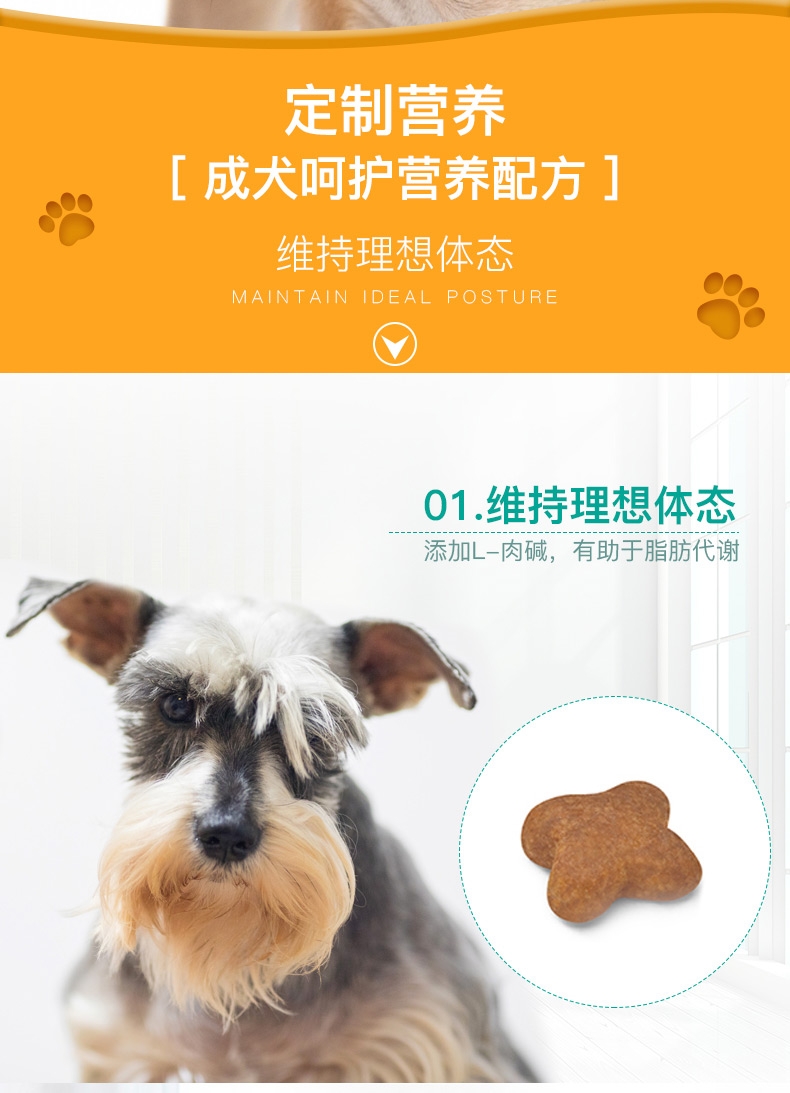 定制营养
[ 成犬呵护营养配方 ]
维持理想体态
MAINTAIN IDEAL POSTURE
01.维持理想体态
添加L-肉碱，有助于脂肪代谢